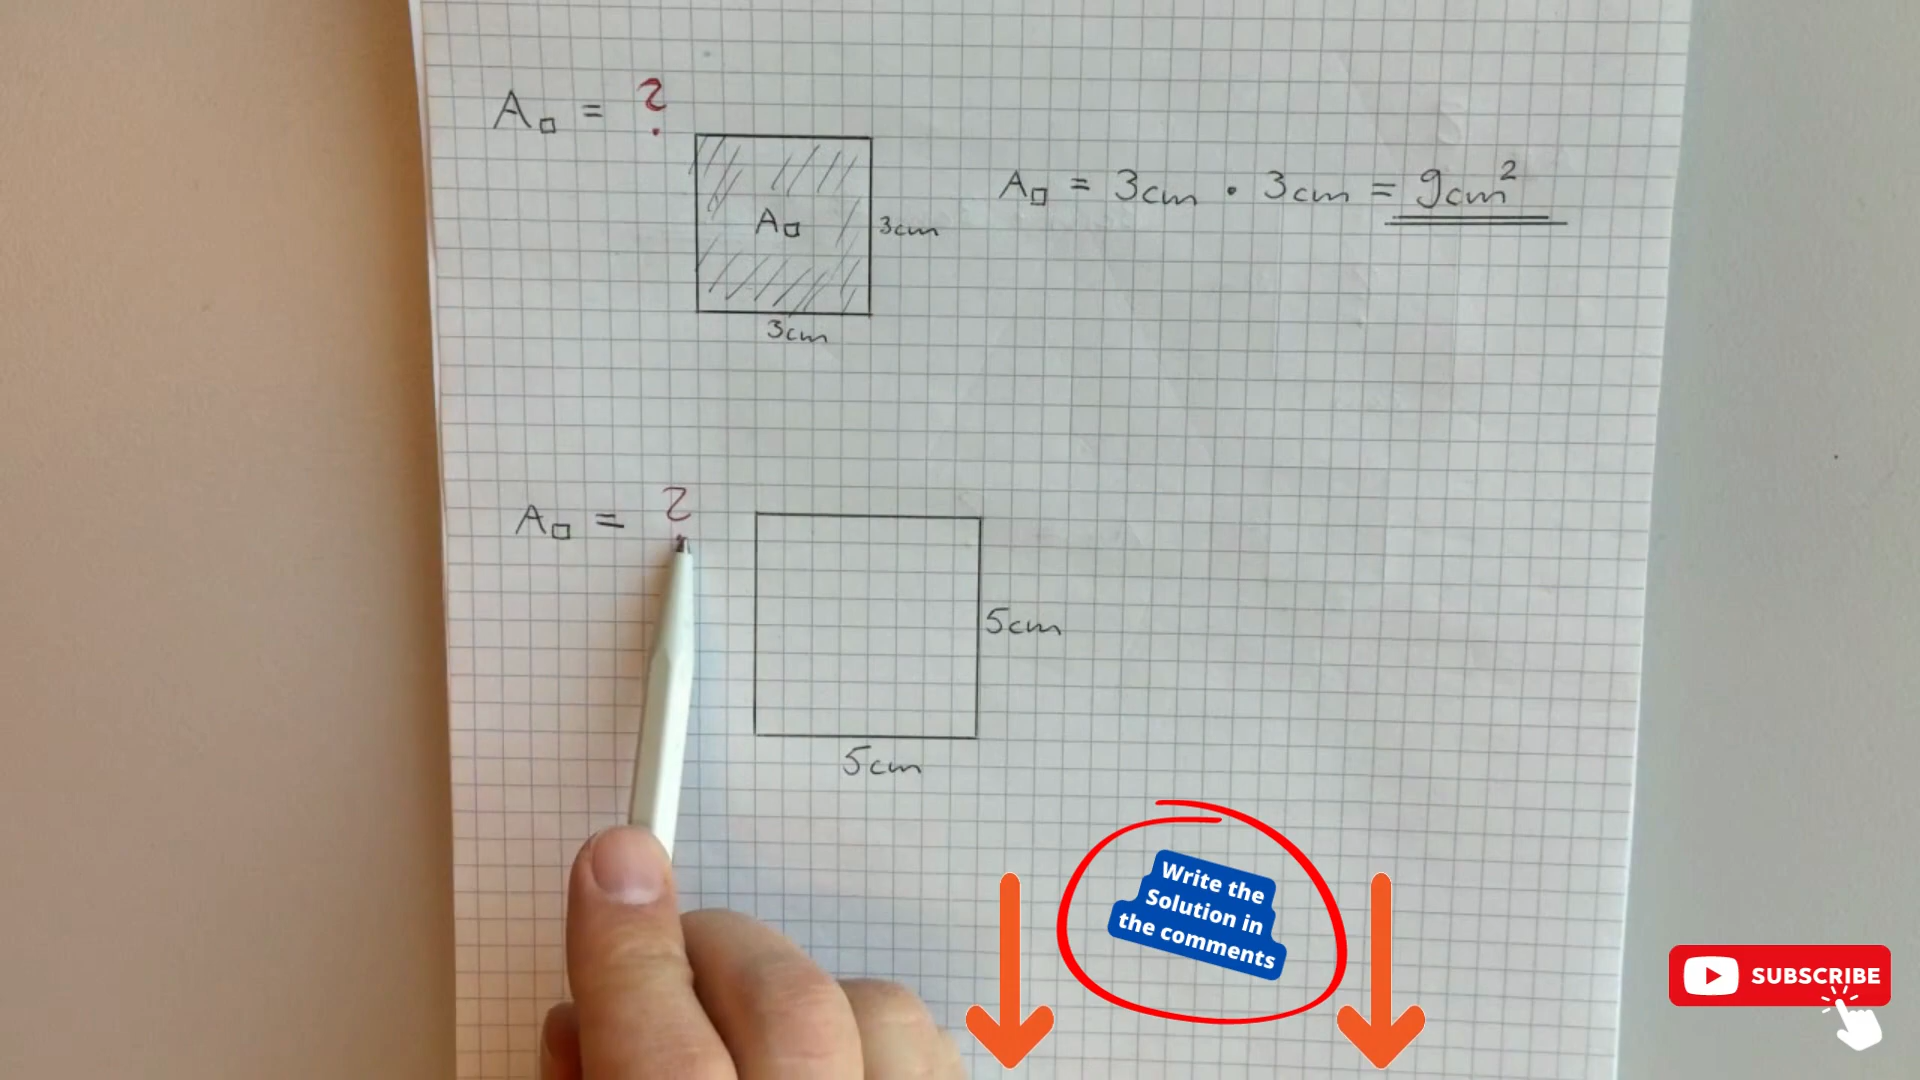 A□ = ?
A□
3cm
3cm
A□ = 3cm · 3cm = 9cm²
A□ = ?
5cm
5cm
Write the
Solution in
the comments
SUBSCRIBE